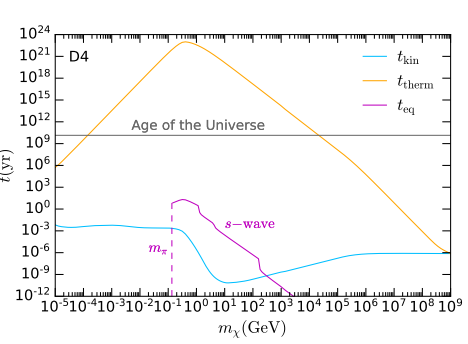 D4
t_kin
t_therm
t_eq
Age of the Universe
s−wave
m_π
t(yr)
10^24
10^21
10^18
10^15
10^12
10^9
10^6
10^3
10^0
10^-3
10^-6
10^-9
10^-12
10^-5 10^-4 10^-3 10^-2 10^-1 10^0 10^1 10^2 10^3 10^4 10^5 10^6 10^7 10^8 10^9
m_χ(GeV)